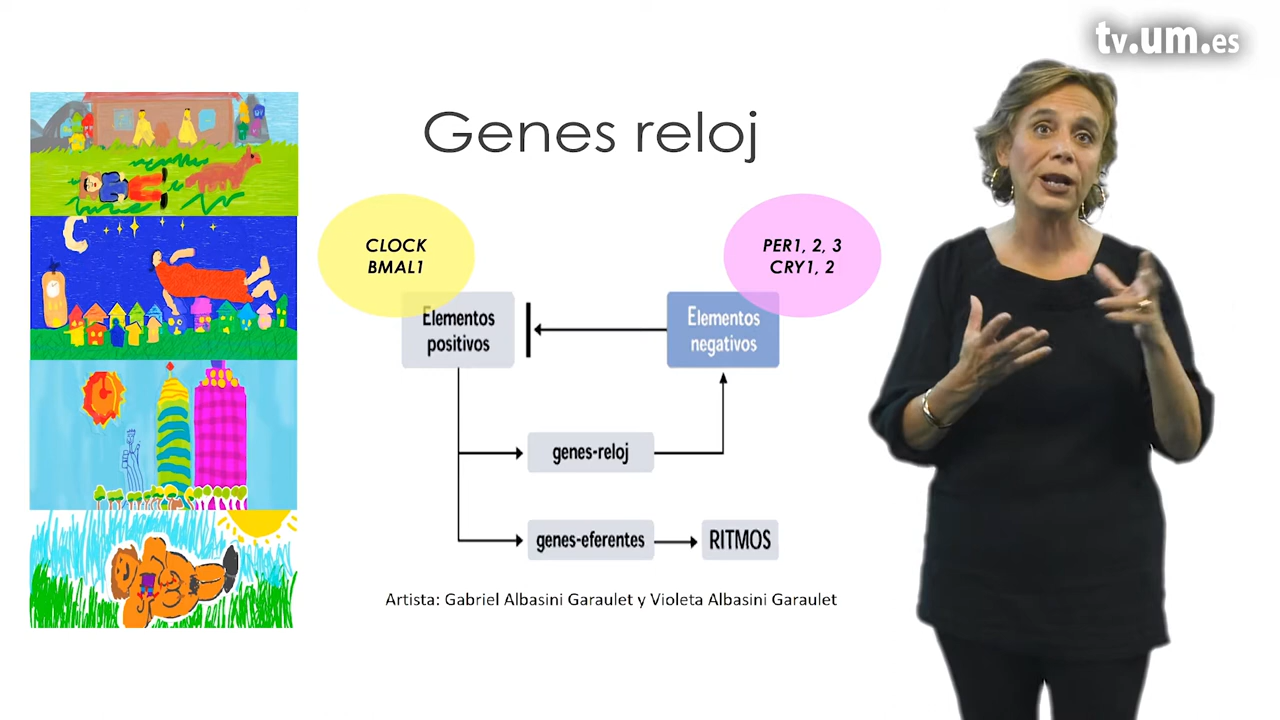 tv.um.es
Genes reloj
CLOCK
BMAL1
PER1, 2, 3
CRY1, 2
Elementos
positivos
Elementos
negativos
genes-reloj
genes-eferentes
RITMOS
Artista: Gabriel Albasini Garaulet y Violeta Albasini Garaulet